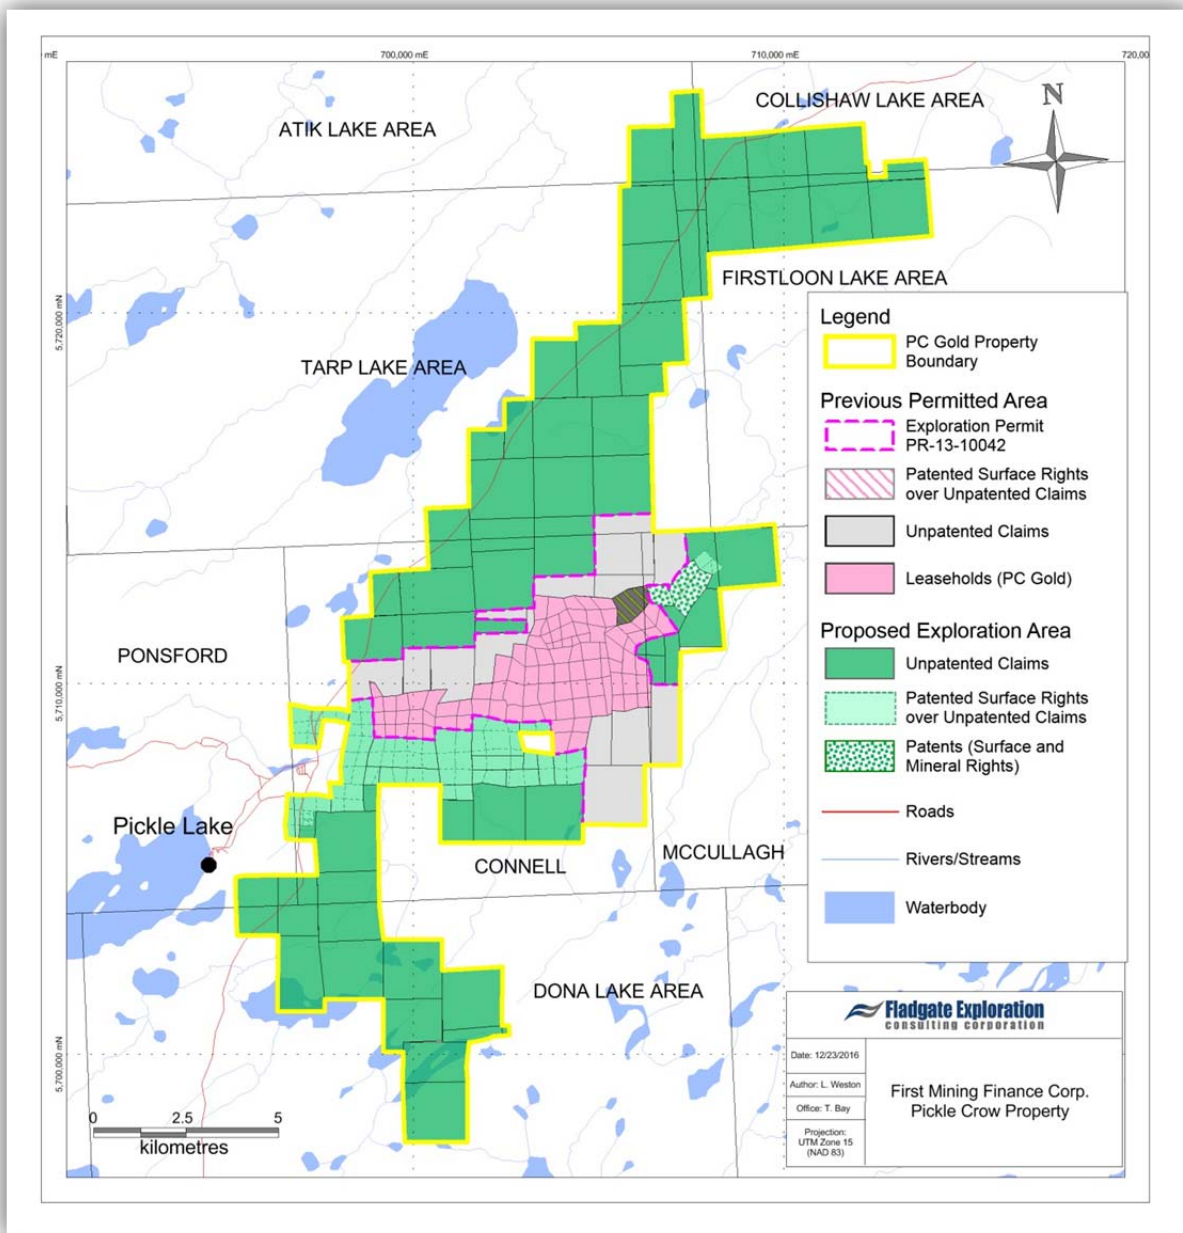 mE
700,000 mE
710,000 mE
720,00
COLLISHAW LAKE AREA
N
ATIK LAKE AREA
FIRSTLOON LAKE AREA
5,720,000 mN
TARP LAKE AREA
Legend
PC Gold Property
Boundary
Previous Permitted Area
Exploration Permit
PR-13-10042
Patented Surface Rights
over Unpatented Claims
Unpatented Claims
Leaseholds (PC Gold)
Proposed Exploration Area
Unpatented Claims
Patented Surface Rights
over Unpatented Claims
Patents (Surface and
Mineral Rights)
Roads
Rivers/Streams
Waterbody
PONSFORD
5,710,000 mN
Pickle Lake
CONNELL
MCCULLAGH
DONA LAKE AREA
5,700,000 mN
0 2.5 5
kilometres
Fladgate Exploration
consulting corporation
Date: 12/23/2016
Author: L. Weston
Office: T. Bay
Projection:
UTM Zone 15
(NAD 83)
First Mining Finance Corp.
Pickle Crow Property